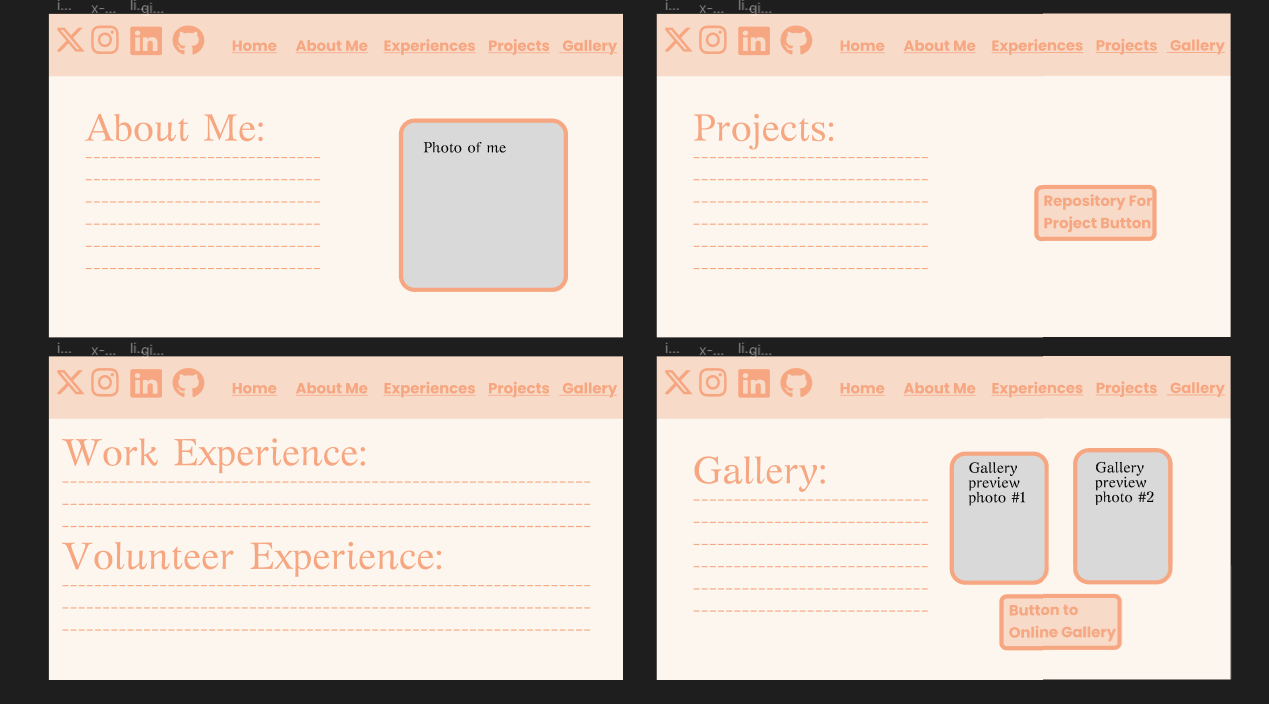 i... x-... li. gi...
Home About Me Experiences Projects Gallery
About Me:
Photo of me
i... x-... li. gi...
Home About Me Experiences Projects Gallery
Projects:
Repository For
Project Button
i... x-... li. gi...
Home About Me Experiences Projects Gallery
Work Experience:
Volunteer Experience:
i... x-... li. gi...
Home About Me Experiences Projects Gallery
Gallery:
Gallery
preview
photo #1
Gallery
preview
photo #2
Button to
Online Gallery